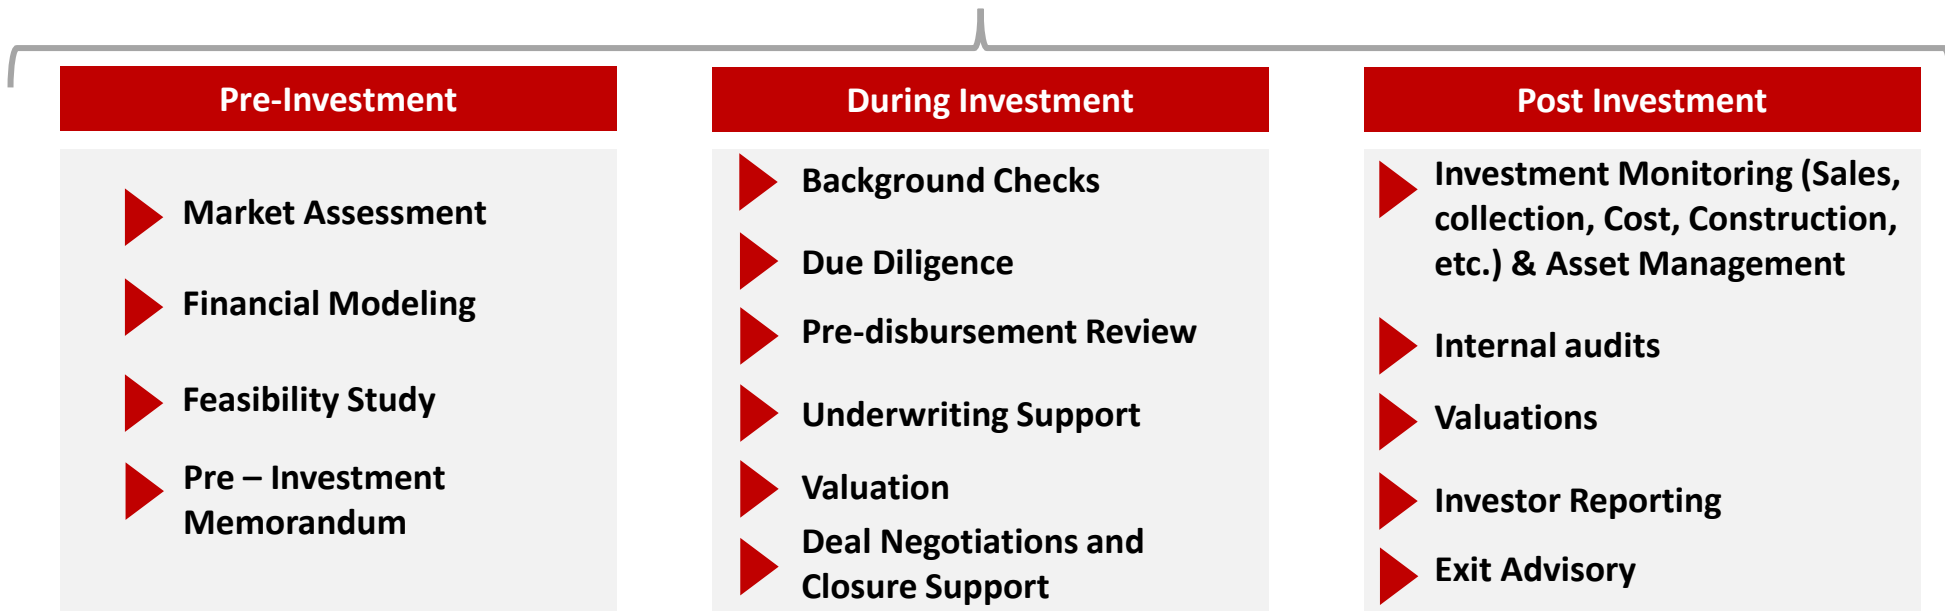 Pre-Investment
Market Assessment
Financial Modeling
Feasibility Study
Pre – Investment
Memorandum
During Investment
Background Checks
Due Diligence
Pre-disbursement Review
Underwriting Support
Valuation
Deal Negotiations and
Closure Support
Post Investment
Investment Monitoring (Sales,
collection, Cost, Construction,
etc.) & Asset Management
Internal audits
Valuations
Investor Reporting
Exit Advisory